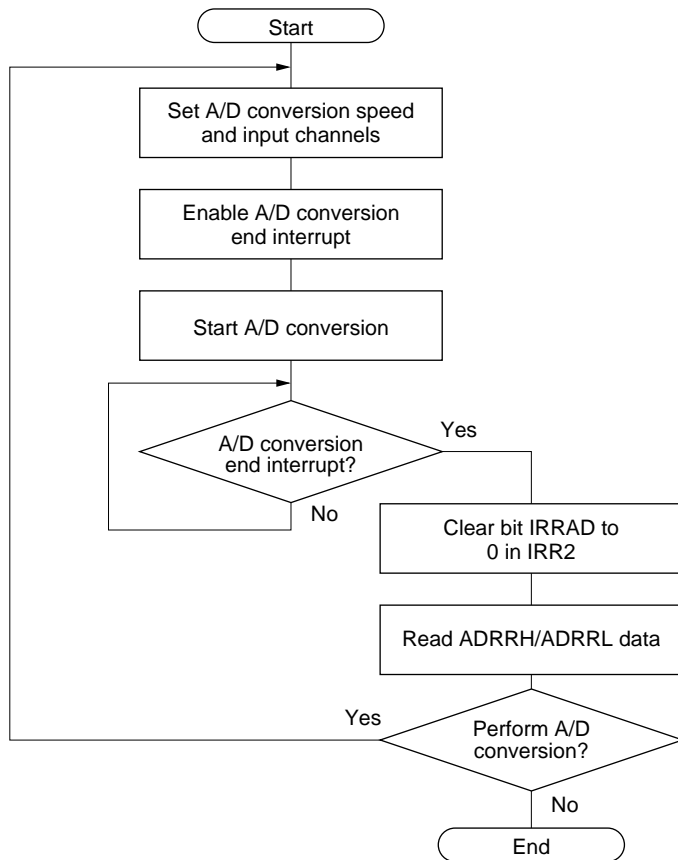 Start
Set A/D conversion speed
and input channels
Enable A/D conversion
end interrupt
Start A/D conversion
A/D conversion
end interrupt?
Yes
No
Clear bit IRRAD to
0 in IRR2
Read ADRRH/ADRRL data
Yes
Perform A/D
conversion?
No
End